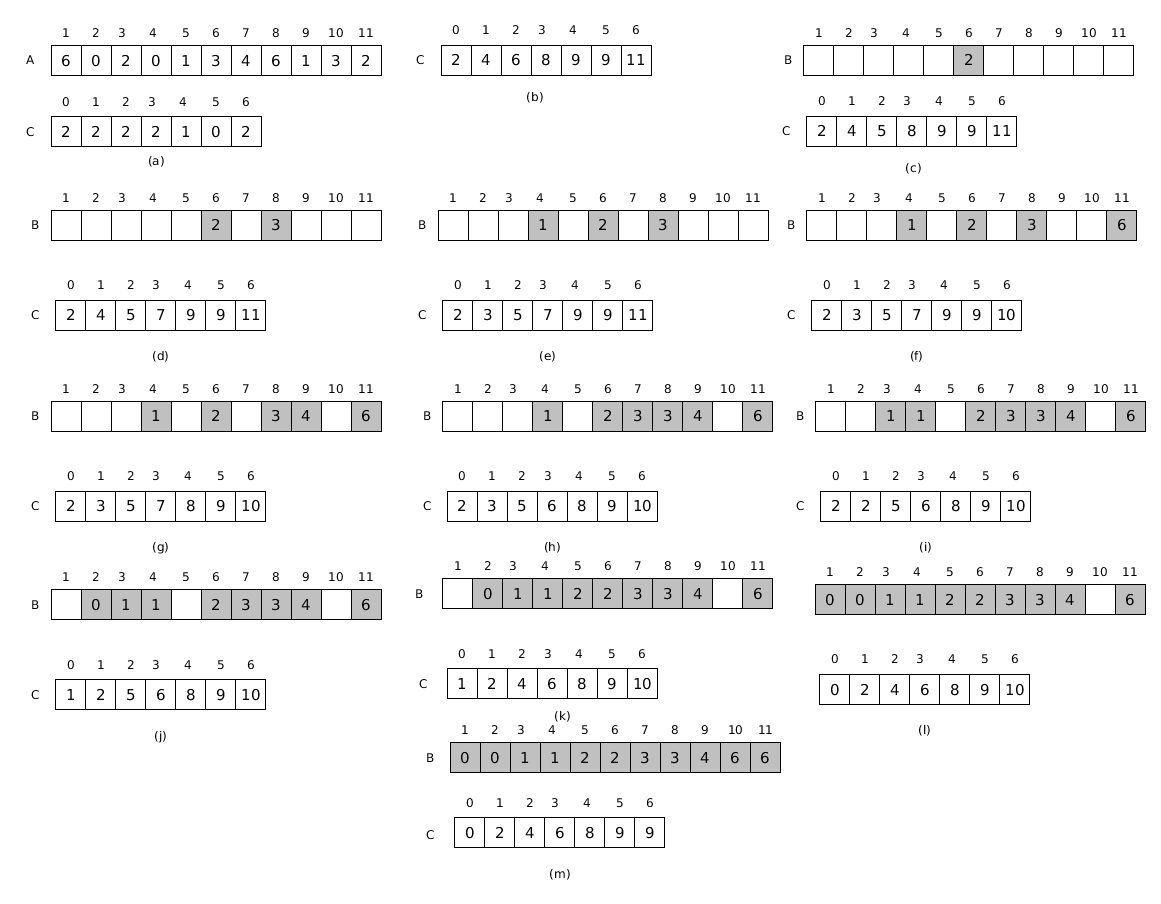 1 2 3 4 5 6 7 8 9 10 11
A 6 0 2 0 1 3 4 6 1 3 2
0 1 2 3 4 5 6
C 2 2 2 2 1 0 2
(a)
0 1 2 3 4 5 6
C 2 4 6 8 9 9 11
(b)
1 2 3 4 5 6 7 8 9 10 11
B 2
0 1 2 3 4 5 6
C 2 4 5 8 9 9 11
(c)
1 2 3 4 5 6 7 8 9 10 11
B 2 3
0 1 2 3 4 5 6
C 2 4 5 7 9 9 11
(d)
1 2 3 4 5 6 7 8 9 10 11
B 1 2 3
0 1 2 3 4 5 6
C 2 3 5 7 9 9 11
(e)
1 2 3 4 5 6 7 8 9 10 11
B 1 2 3 6
0 1 2 3 4 5 6
C 2 3 5 7 9 9 10
(f)
1 2 3 4 5 6 7 8 9 10 11
B 1 2 3 4 6
0 1 2 3 4 5 6
C 2 3 5 7 8 9 10
(g)
1 2 3 4 5 6 7 8 9 10 11
B 1 2 3 3 4 6
0 1 2 3 4 5 6
C 2 3 5 6 8 9 10
(h)
1 2 3 4 5 6 7 8 9 10 11
B 1 1 2 3 3 4 6
0 1 2 3 4 5 6
C 2 2 5 6 8 9 10
(i)
1 2 3 4 5 6 7 8 9 10 11
B 0 1 1 2 3 3 4 6
0 1 2 3 4 5 6
C 1 2 5 6 8 9 10
(j)
1 2 3 4 5 6 7 8 9 10 11
B 0 1 1 2 2 3 3 4 6
0 1 2 3 4 5 6
C 1 2 4 6 8 9 10
(k)
1 2 3 4 5 6 7 8 9 10 11
0 0 1 1 2 2 3 3 4 6
0 1 2 3 4 5 6
0 2 4 6 8 9 10
(l)
1 2 3 4 5 6 7 8 9 10 11
B 0 0 1 1 2 2 3 3 4 6 6
0 1 2 3 4 5 6
C 0 2 4 6 8 9 9
(m)